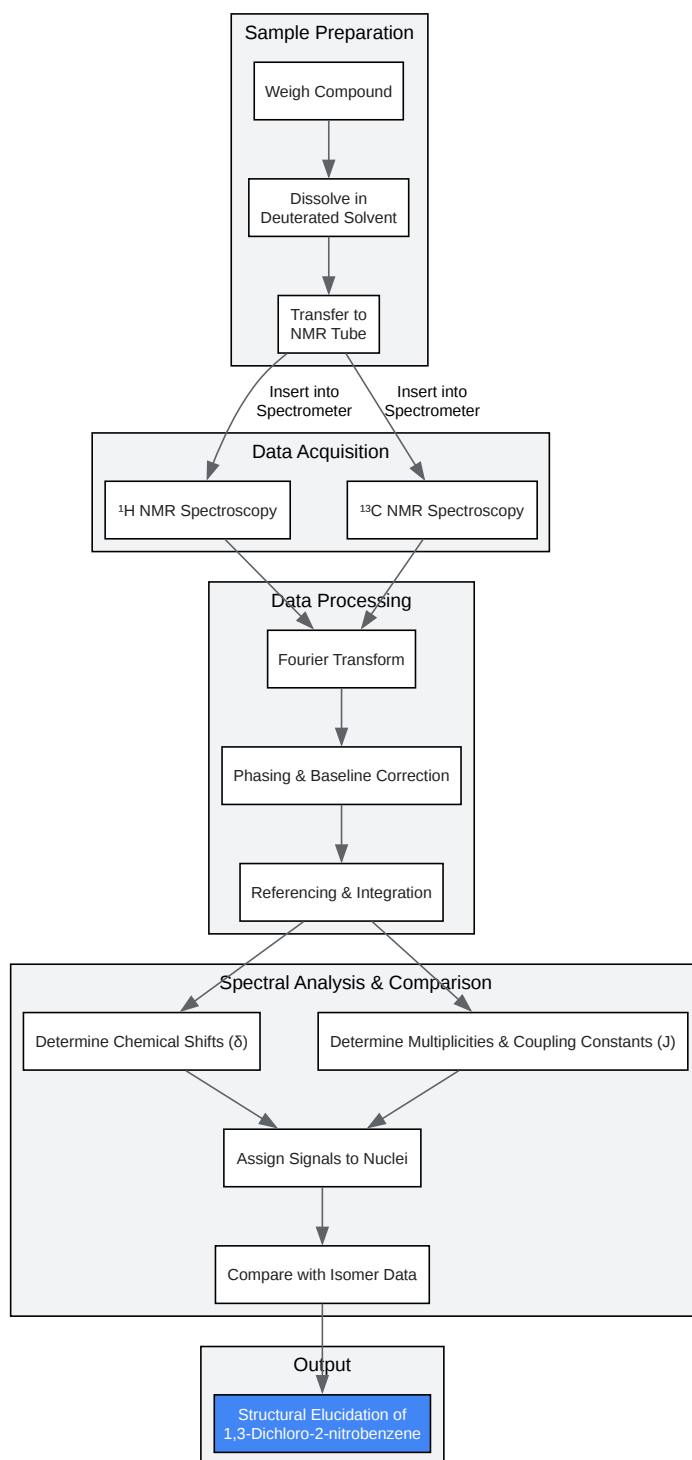 Sample Preparation
Weigh Compound
Dissolve in
Deuterated Solvent
Transfer to
NMR Tube
Insert into
Spectrometer
Insert into
Spectrometer
Data Acquisition
¹H NMR Spectroscopy
¹³C NMR Spectroscopy
Data Processing
Fourier Transform
Phasing & Baseline Correction
Referencing & Integration
Spectral Analysis & Comparison
Determine Chemical Shifts (δ)
Determine Multiplicities & Coupling Constants (J)
Assign Signals to Nuclei
Compare with Isomer Data
Output
Structural Elucidation of
1,3-Dichloro-2-nitrobenzene